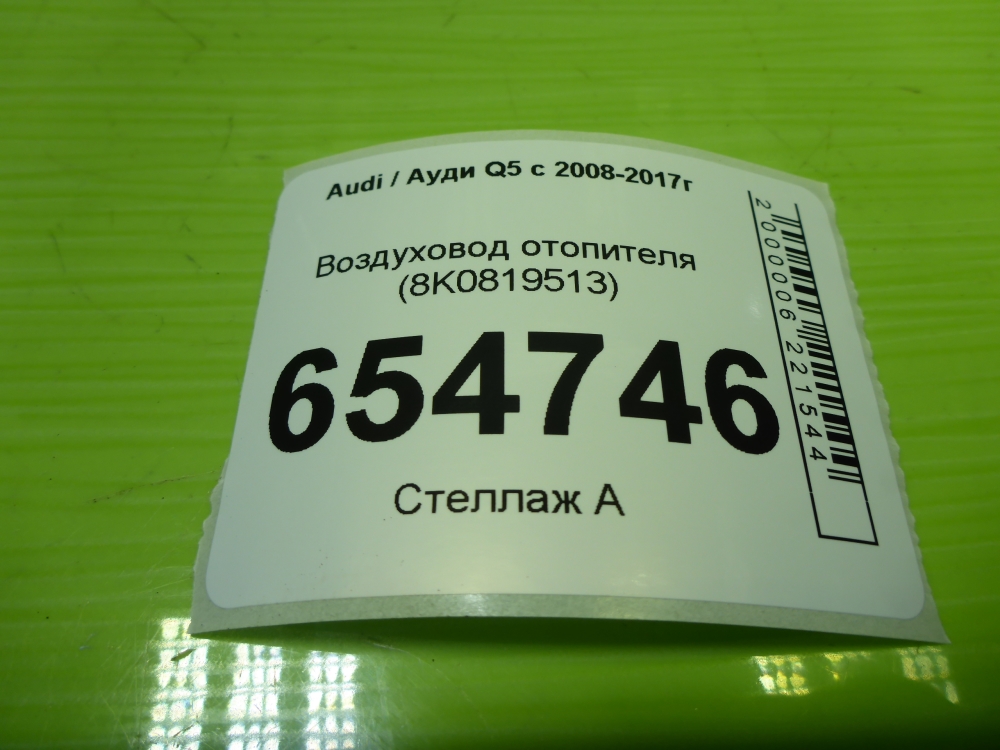 Audi / Ауди Q5 с 2008-2017г
Воздуховод отопителя
(8K0819513)
654746
Стеллаж А
2000006221544